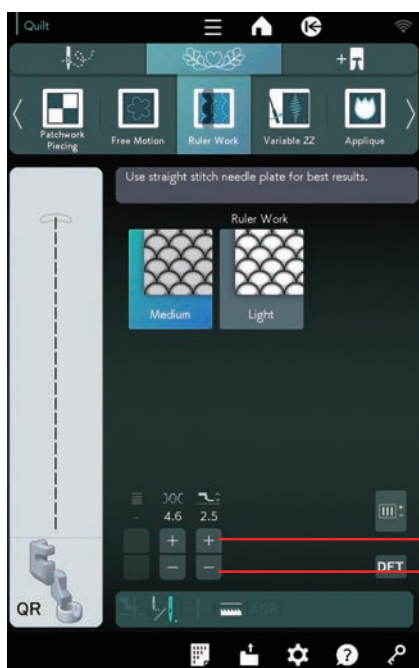 Quilt
Patchwork
Piecing
Free Motion
Ruler Work
Variable ZZ
Applique
Use straight stitch needle plate for best results.
Ruler Work
Medium
Light
-
4.6
2.5
+
+
−
−
DFT
QR
ASR
?